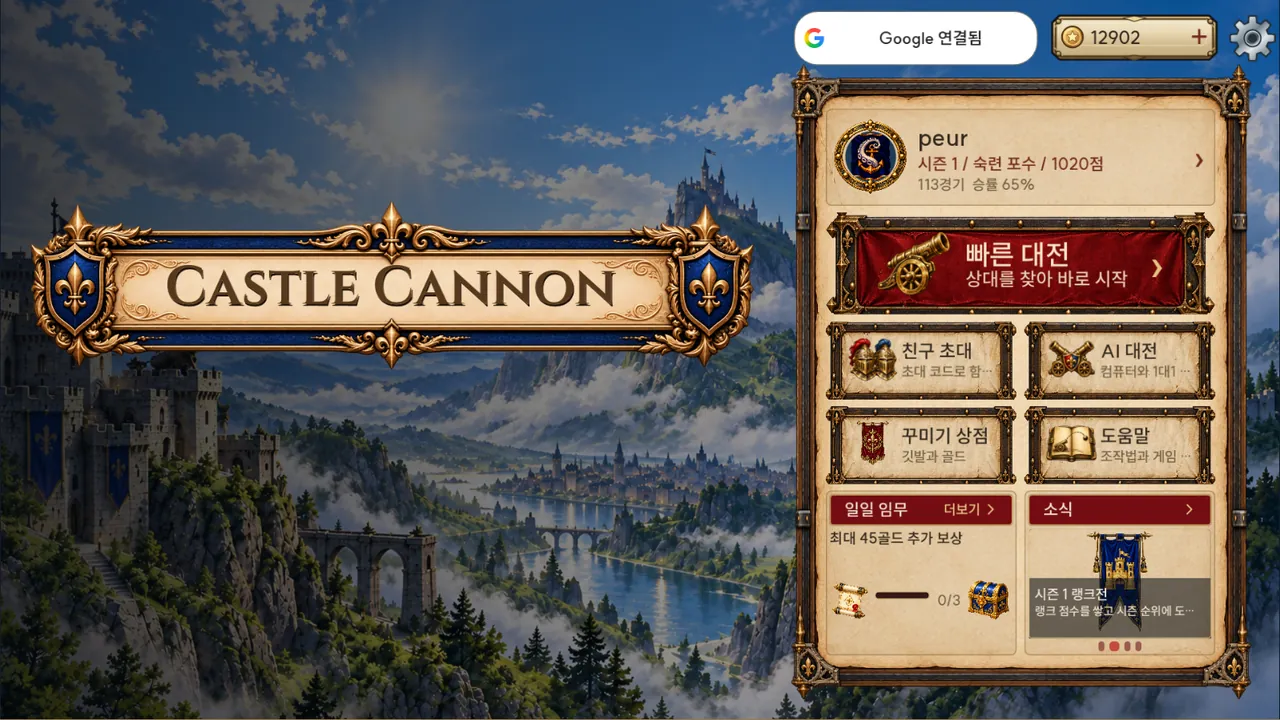 Google 연결됨
12902
peur
시즌 1 / 숙련 포수 / 1020점
113경기 승률 65%
CASTLE CANNON
빠른 대전
상대를 찾아 바로 시작
친구 초대
초대 코드로 함···
AI 대전
컴퓨터와 1대1 ···
꾸미기 상점
깃발과 골드
도움말
조작법과 게임 ···
일일 임무 더보기
최대 45골드 추가 보상
0/3
소식
시즌 1 랭크전
랭크 점수를 쌓고 시즌 순위에 도···